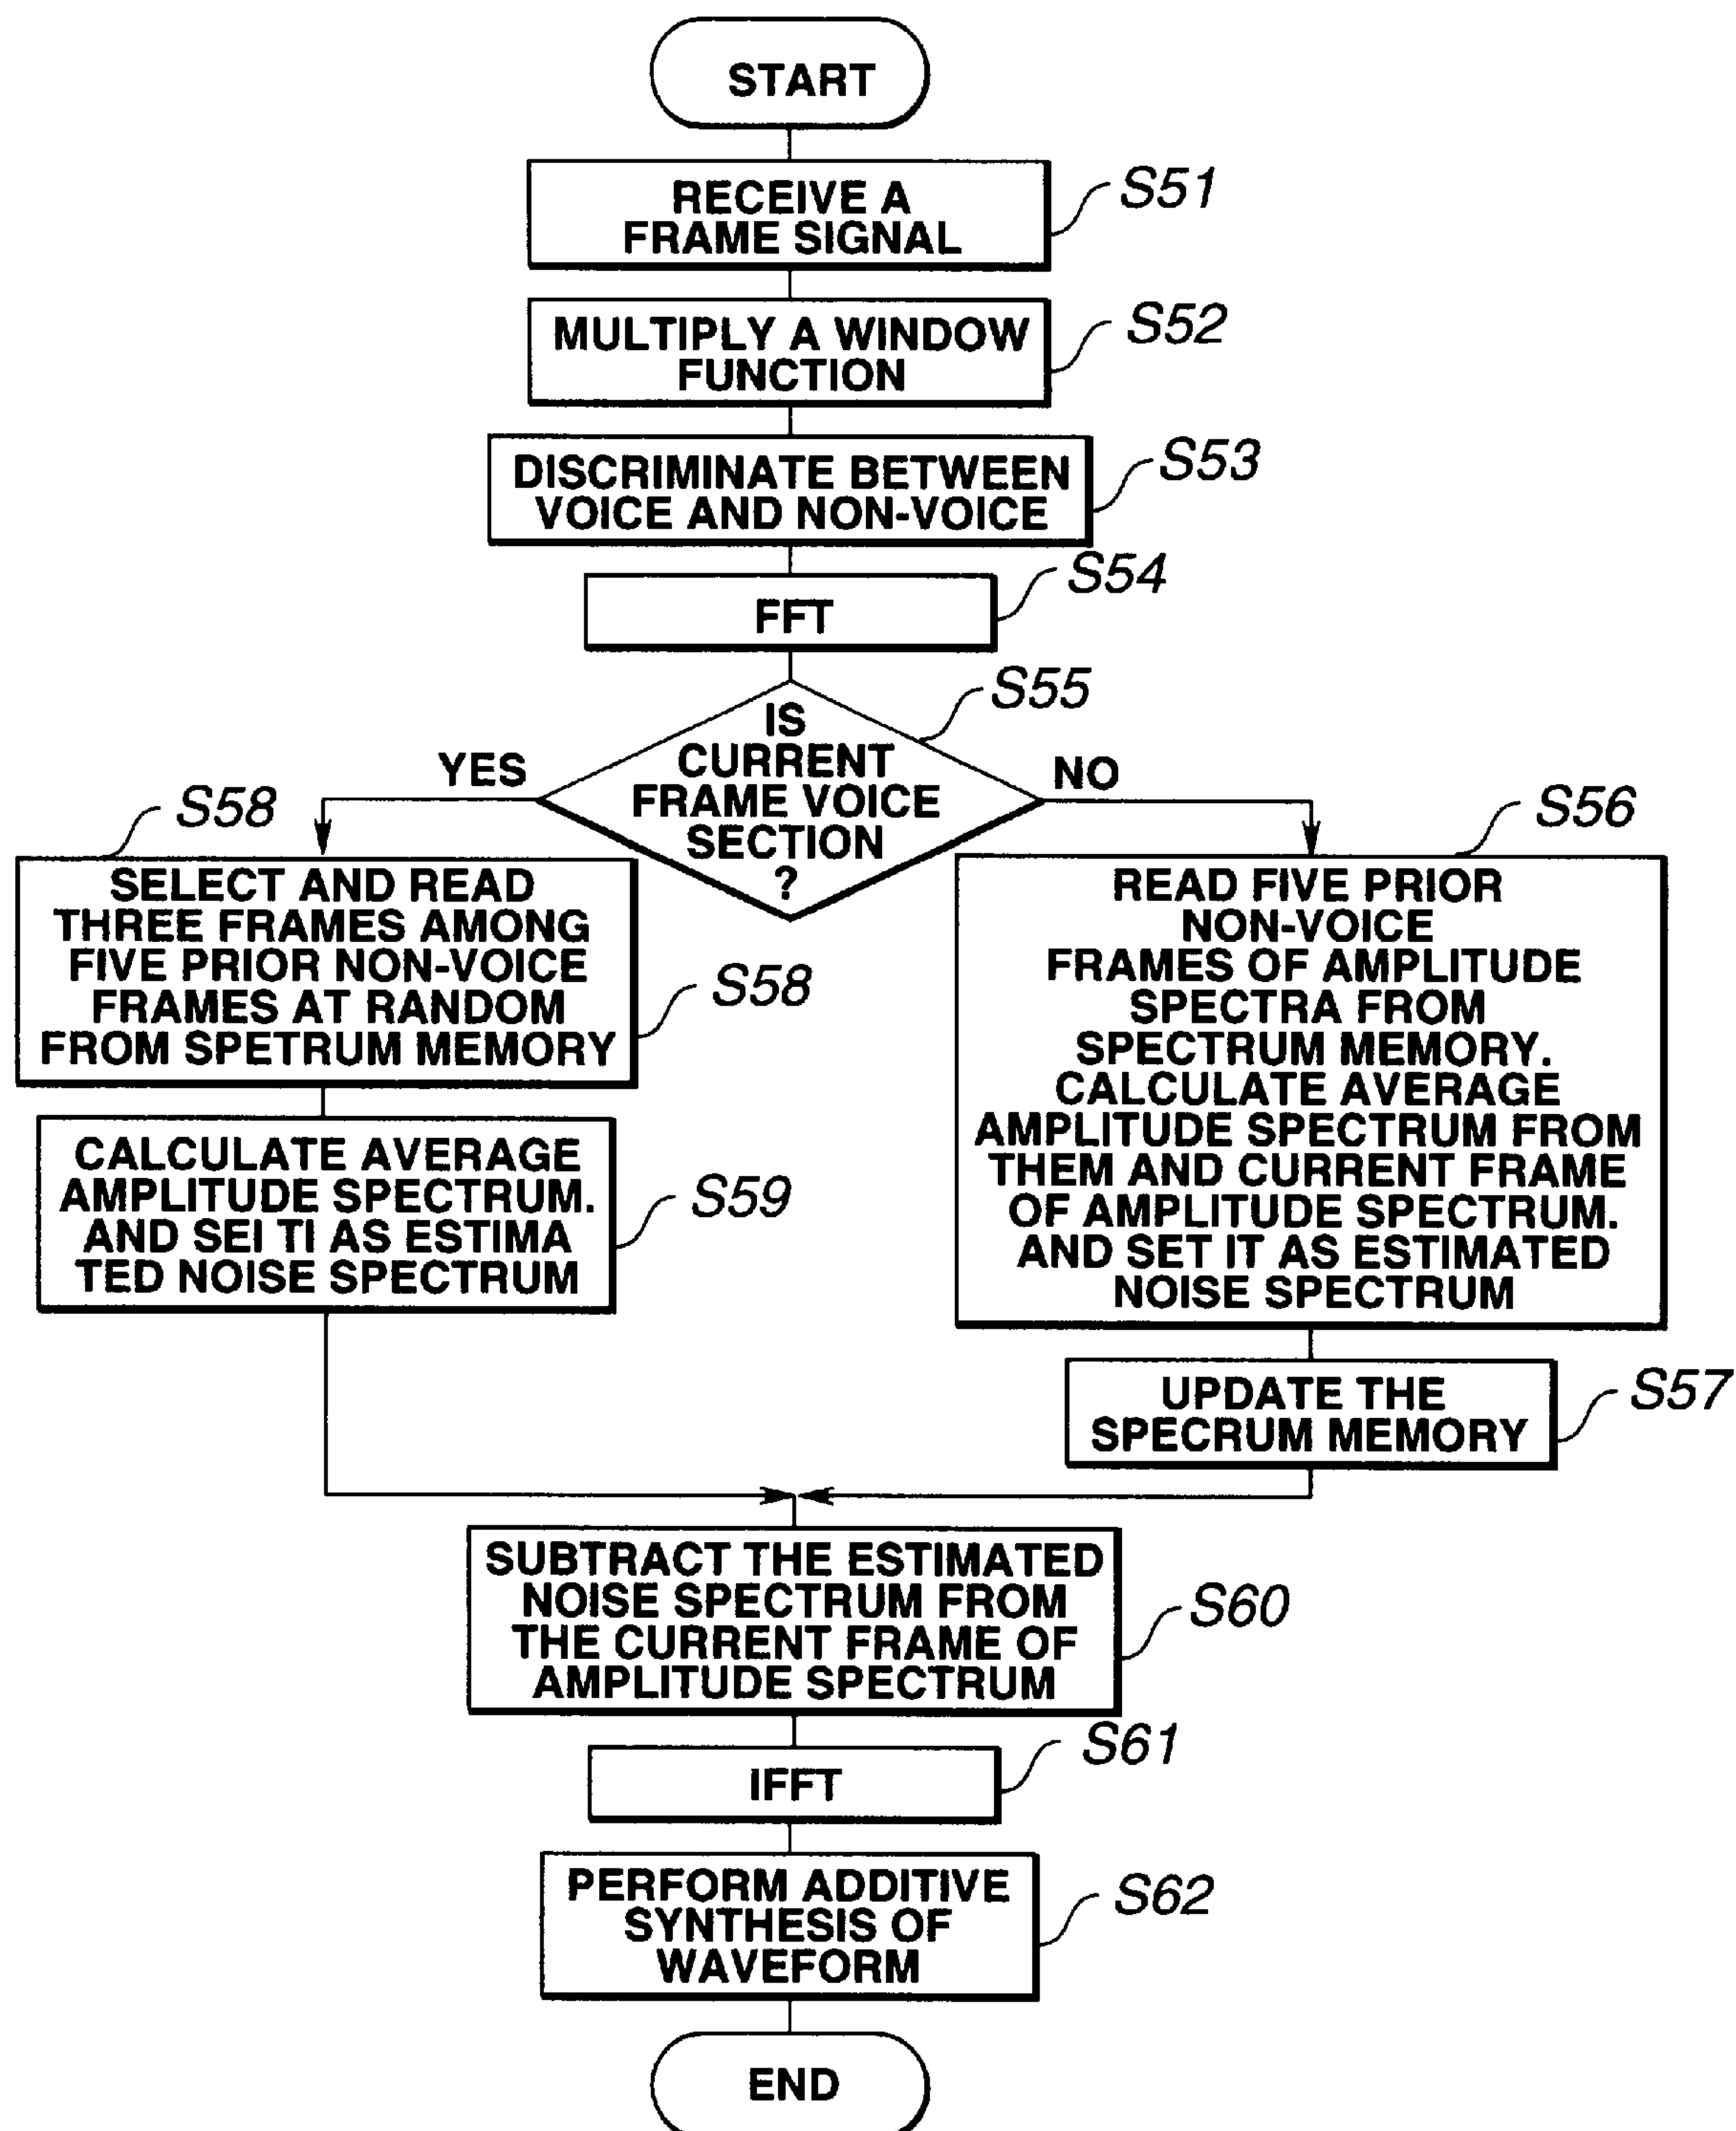 START
RECEIVE A
FRAME SIGNAL
S51
MULTIPLY A WINDOW
FUNCTION
S52
DISCRIMINATE BETWEEN
VOICE AND NON-VOICE
S53
FFT
S54
IS
CURRENT
FRAME VOICE
SECTION
?
S55
YES
NO
S58
SELECT AND READ
THREE FRAMES AMONG
FIVE PRIOR NON-VOICE
FRAMES AT RANDOM
FROM SPETRUM MEMORY
S58
CALCULATE AVERAGE
AMPLITUDE SPECTRUM.
AND SEI TI AS ESTIMA
TED NOISE SPECTRUM
S59
S56
READ FIVE PRIOR
NON-VOICE
FRAMES OF AMPLITUDE
SPECTRA FROM
SPECTRUM MEMORY.
CALCULATE AVERAGE
AMPLITUDE SPECTRUM FROM
THEM AND CURRENT FRAME
OF AMPLITUDE SPECTRUM.
AND SET IT AS ESTIMATED
NOISE SPECTRUM
UPDATE THE
SPECRUM MEMORY
S57
SUBTRACT THE ESTIMATED
NOISE SPECTRUM FROM
THE CURRENT FRAME OF
AMPLITUDE SPECTRUM
S60
IFFT
S61
PERFORM ADDITIVE
SYNTHESIS OF
WAVEFORM
S62
END